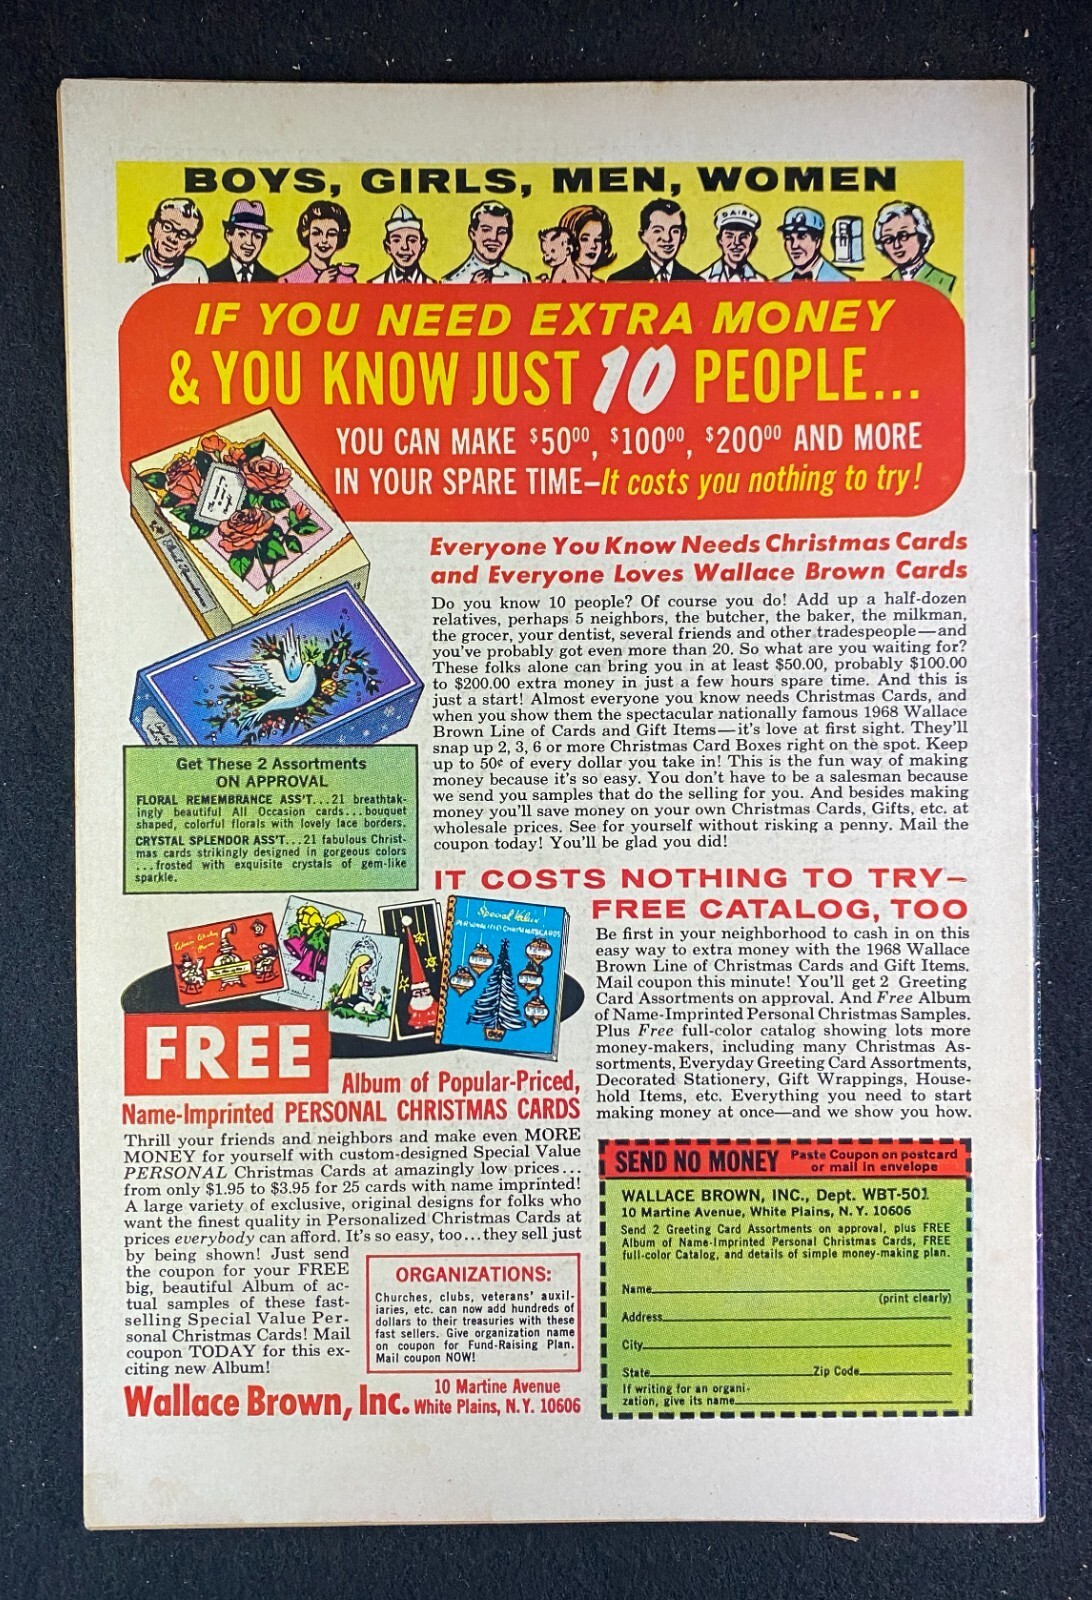 BOYS, GIRLS, MEN, WOMEN
DAIRY
IF YOU NEED EXTRA MONEY
& YOU KNOW JUST 10 PEOPLE...
YOU CAN MAKE $50⁰⁰, $100⁰⁰, $200⁰⁰ AND MORE
IN YOUR SPARE TIME—It costs you nothing to try!
Everyone You Know Needs Christmas Cards
and Everyone Loves Wallace Brown Cards
Do you know 10 people? Of course you do! Add up a half-dozen
relatives, perhaps 5 neighbors, the butcher, the baker, the milkman,
the grocer, your dentist, several friends and other tradespeople—and
you've probably got even more than 20. So what are you waiting for?
These folks alone can bring you in at least $50.00, probably $100.00
to $200.00 extra money in just a few hours spare time. And this is
just a start! Almost everyone you know needs Christmas Cards, and
when you show them the spectacular nationally famous 1968 Wallace
Brown Line of Cards and Gift Items—it's love at first sight. They'll
snap up 2, 3, 6 or more Christmas Card Boxes right on the spot. Keep
up to 50¢ of every dollar you take in! This is the fun way of making
money because it's so easy. You don't have to be a salesman because
we send you samples that do the selling for you. And besides making
money you'll save money on your own Christmas Cards, Gifts, etc. at
wholesale prices. See for yourself without risking a penny. Mail the
coupon today! You'll be glad you did!
Get These 2 Assortments
ON APPROVAL
FLORAL REMEMBRANCE ASS'T...21 breathtak-
ingly beautiful All Occasion cards...bouquet
shaped, colorful florals with lovely lace borders.
CRYSTAL SPLENDOR ASS'T...21 fabulous Christ-
mas cards strikingly designed in gorgeous colors
...frosted with exquisite crystals of gem-like
sparkle.
IT COSTS NOTHING TO TRY—
FREE CATALOG, TOO
Be first in your neighborhood to cash in on this
easy way to extra money with the 1968 Wallace
Brown Line of Christmas Cards and Gift Items.
Mail coupon this minute! You'll get 2 Greeting
Card Assortments on approval. And Free Album
of Name-Imprinted Personal Christmas Samples.
Plus Free full-color catalog showing lots more
money-makers, including many Christmas As-
sortments, Everyday Greeting Card Assortments,
Decorated Stationery, Gift Wrappings, House-
hold Items, etc. Everything you need to start
making money at once—and we show you how.
Special Value
PERSONALIZED CHRISTMAS CARDS
FREE
Album of Popular-Priced,
Name-Imprinted PERSONAL CHRISTMAS CARDS
Thrill your friends and neighbors and make even MORE
MONEY for yourself with custom-designed Special Value
PERSONAL Christmas Cards at amazingly low prices...
from only $1.95 to $3.95 for 25 cards with name imprinted!
A large variety of exclusive, original designs for folks who
want the finest quality in Personalized Christmas Cards at
prices everybody can afford. It's so easy, too...they sell just
by being shown! Just send
the coupon for your FREE
big, beautiful Album of ac-
tual samples of these fast-
selling Special Value Per-
sonal Christmas Cards! Mail
coupon TODAY for this ex-
citing new Album!
ORGANIZATIONS:
Churches, clubs, veterans' auxil-
iaries, etc. can now add hundreds of
dollars to their treasuries with these
fast sellers. Give organization name
on coupon for Fund-Raising Plan.
Mail coupon NOW!
Wallace Brown, Inc. 10 Martine Avenue
White Plains, N.Y. 10606
SEND NO MONEY Paste Coupon on postcard
or mail in envelope
WALLACE BROWN, INC., Dept. WBT-501
10 Martine Avenue, White Plains, N. Y. 10606
Send 2 Greeting Card Assortments on approval, plus FREE
Album of Name-Imprinted Personal Christmas Cards, FREE
full-color Catalog, and details of simple money-making plan.
Name
(print clearly)
Address
City
State Zip Code
If writing for an organi-
zation, give its name